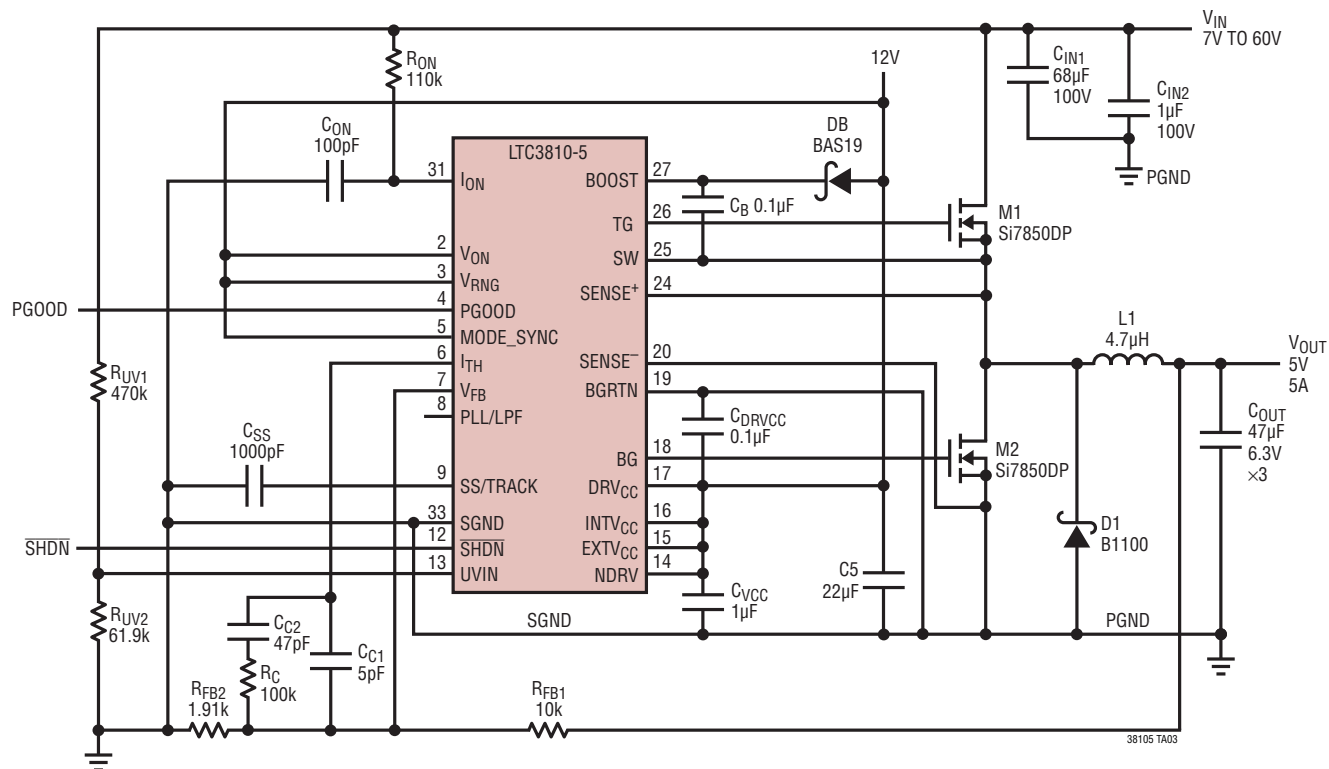 VIN
7V TO 60V
RON
110k
12V
CIN1
68µF
100V
CIN2
1µF
100V
CON
100pF
DB
BAS19
LTC3810-5
PGND
31
ION
BOOST
27
CB 0.1µF
M1
Si7850DP
TG
26
2
VON
SW
25
3
VRNG
SENSE+
24
PGOOD
4
PGOOD
5
MODE_SYNC
L1
4.7µH
6
ITH
SENSE–
20
VOUT
5V
5A
RUV1
470k
7
VFB
BGRTN
19
8
PLL/LPF
CDRVCC
0.1µF
COUT
47µF
6.3V
×3
CSS
1000pF
BG
18
M2
Si7850DP
9
SS/TRACK
DRVCC
17
33
SGND
INTVCC
16
D1
B1100
SHDN
12
SHDN
EXTVCC
15
13
UVIN
NDRV
14
C5
22µF
RUV2
61.9k
CVCC
1µF
SGND
PGND
CC2
47pF
CC1
5pF
RC
100k
RFB2
1.91k
RFB1
10k
38105 TA03